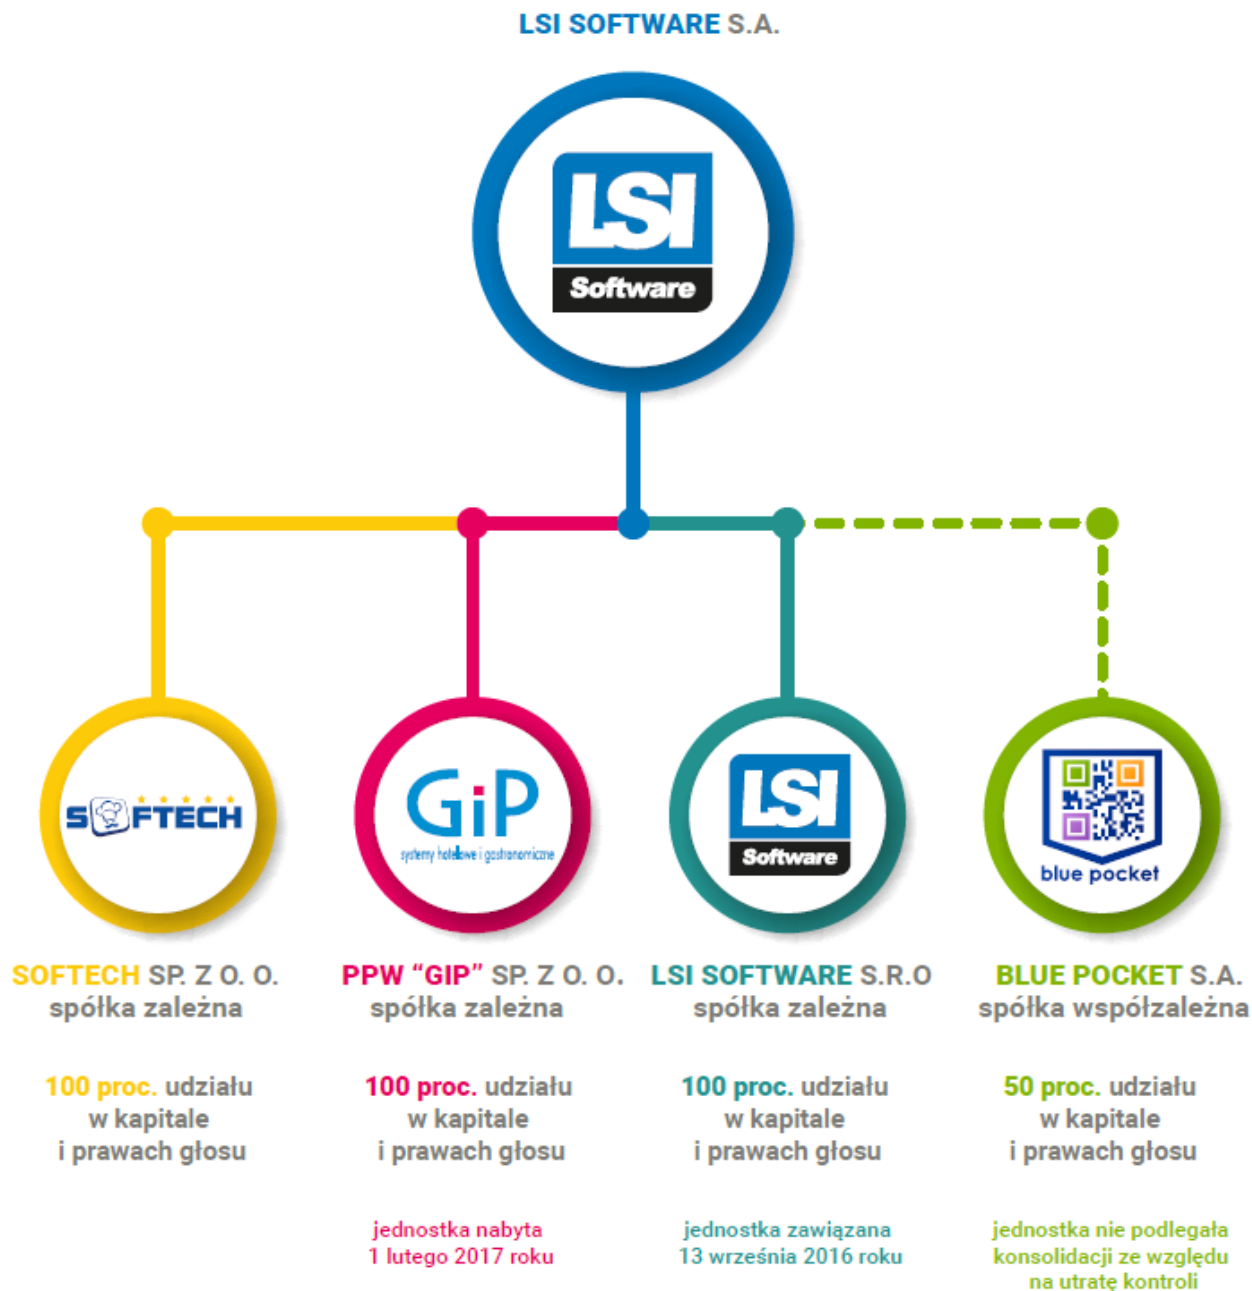 LSI SOFTWARE S.A.
LSI
Software
SOFTECH
GiP
systemy hotelowe i gastronomiczne
LSI
Software
blue pocket
SOFTECH SP. Z O. O.
spółka zależna
100 proc. udziału
w kapitale
i prawach głosu
PPW “GIP” SP. Z O. O.
spółka zależna
100 proc. udziału
w kapitale
i prawach głosu
jednostka nabyta
1 lutego 2017 roku
LSI SOFTWARE S.R.O
spółka zależna
100 proc. udziału
w kapitale
i prawach głosu
jednostka zawiązana
13 września 2016 roku
BLUE POCKET S.A.
spółka współzależna
50 proc. udziału
w kapitale
i prawach głosu
jednostka nie podlegała
konsolidacji ze względu
na utratę kontroli